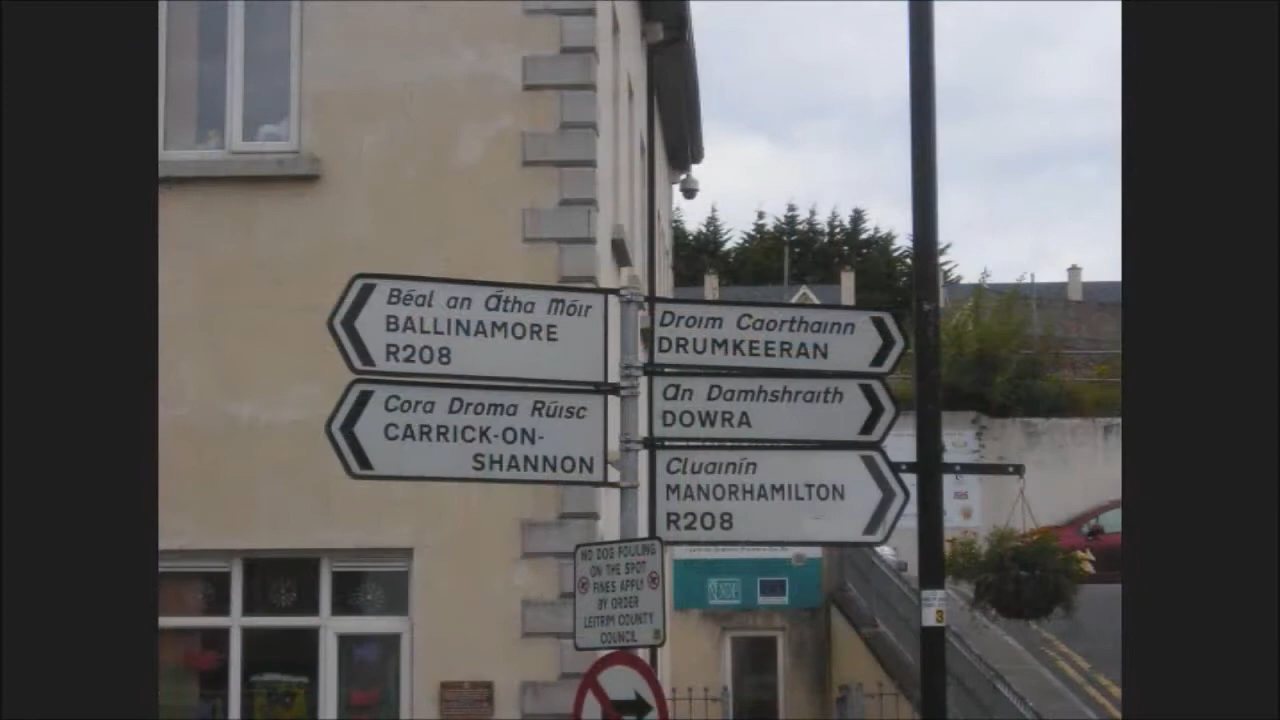 Béal an Átha Móir
BALLINAMORE
R208
Cora Droma Rúisc
CARRICK-ON-
SHANNON
Droim Caorthainn
DRUMKEERAN
An Damhshraith
DOWRA
Cluainín
MANORHAMILTON
R208
NO DOG FOULING
ON THE SPOT
FINES APPLY
BY ORDER
LEITRIM COUNTY
COUNCIL
3